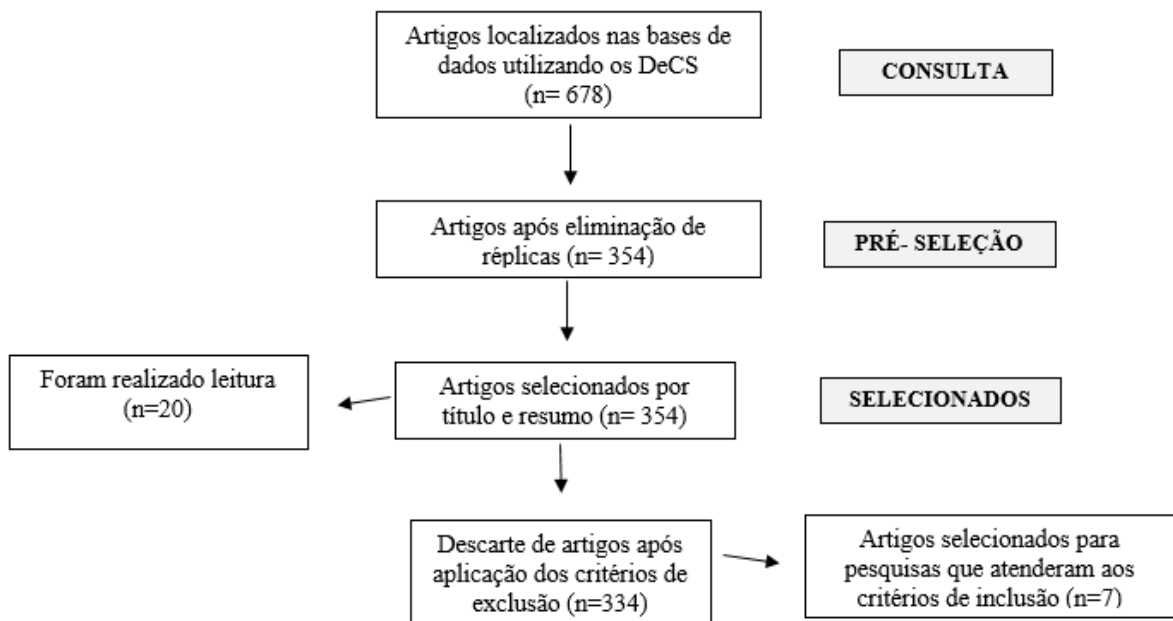 Artigos localizados nas bases de
dados utilizando os DeCS
(n= 678)
CONSULTA
Artigos após eliminação de
réplicas (n= 354)
PRÉ- SELEÇÃO
Foram realizado leitura
(n=20)
Artigos selecionados por
título e resumo (n= 354)
SELECIONADOS
Descarte de artigos após
aplicação dos critérios de
exclusão (n=334)
Artigos selecionados para
pesquisas que atenderam aos
critérios de inclusão (n=7)